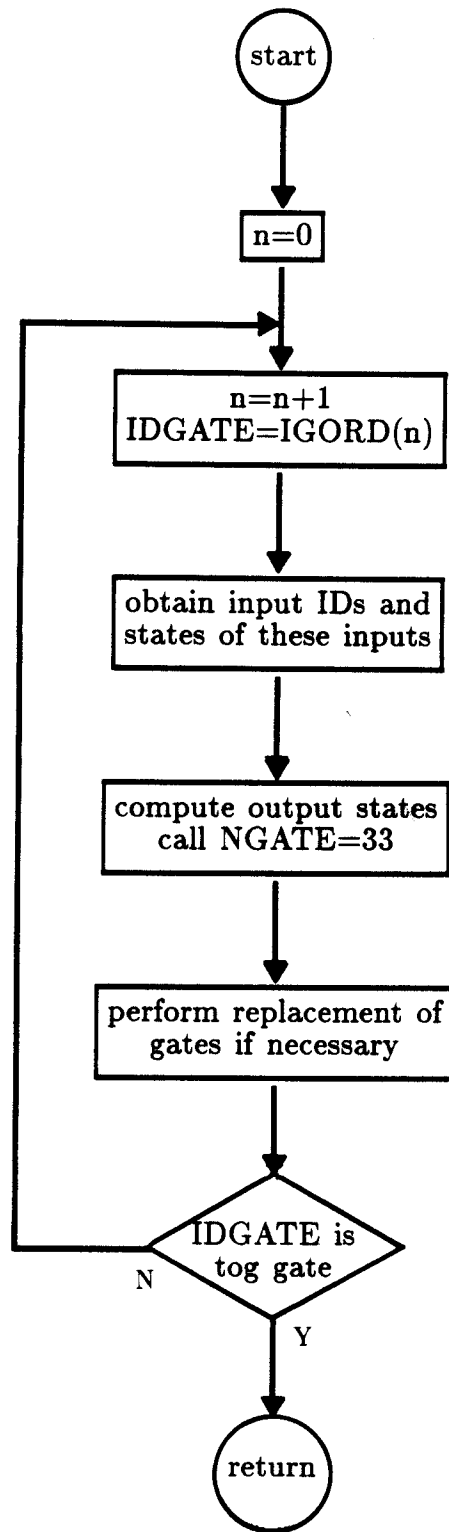 start
n=0
n=n+1
IDGATE=IGORD(n)
obtain input IDs and
states of these inputs
compute output states
call NGATE=33
perform replacement of
gates if necessary
IDGATE is
tog gate
N
Y
return